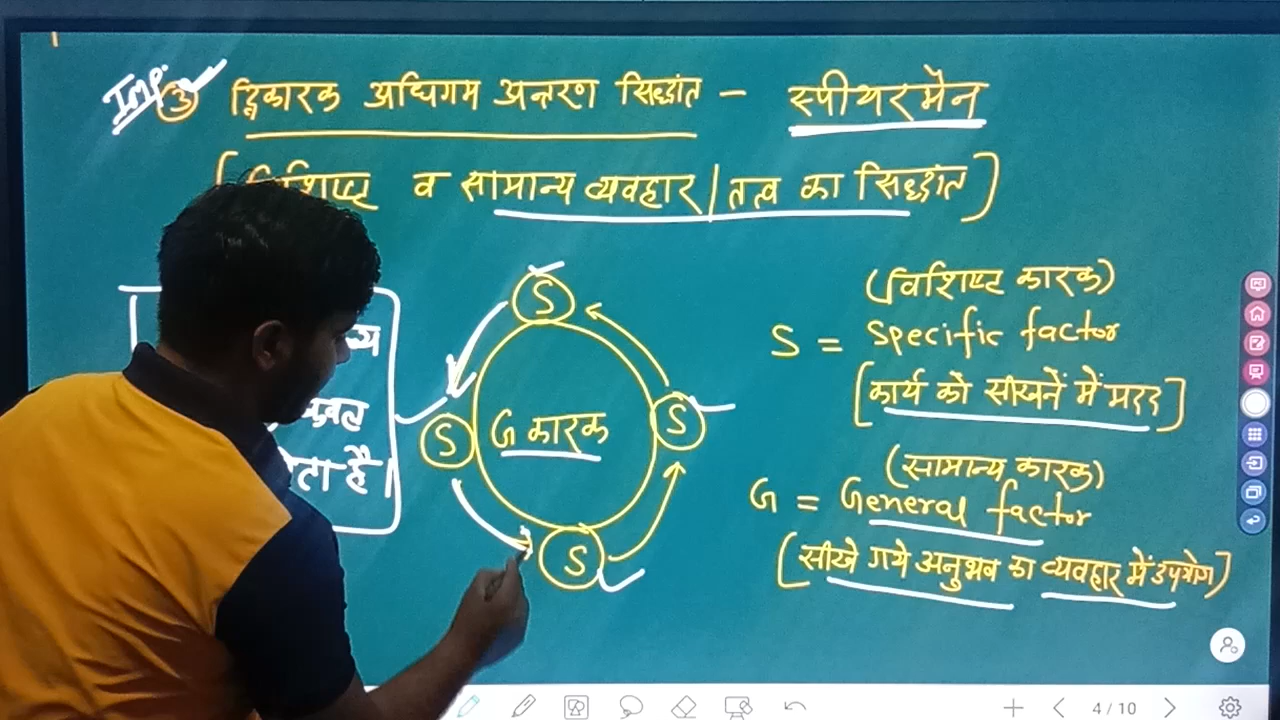 Imp. ③ द्विकारक अधिगम अन्तरण सिद्धांत - स्पीयरमैन
व सामान्य व्यवहार | तत्व का सिद्धांत]
S
S
G कारक
S
S
(विशिष्ट कारक)
S = Specific factor
[कार्य को सीखनें में मदद]
(सामान्य कारक)
G = General factor
(सीखे गये अनुभव का व्यवहार में उपयोग)
4/10